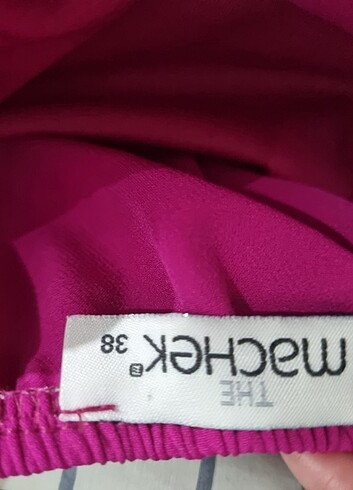 THE
macHek ®
38